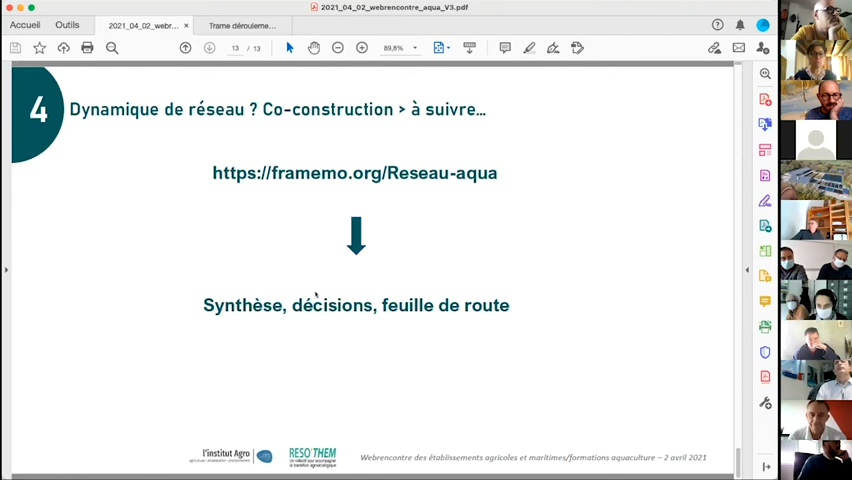 2021_04_02_webrencontre_aqua_V3.pdf
Accueil
Outils
2021_04_02_webr...
Trame dérouleme...
13 / 13
89,8%
4
Dynamique de réseau ? Co-construction > à suivre...
https://framemo.org/Reseau-aqua
Synthèse, décisions, feuille de route
l'institut Agro
RESO'THEM
Webrencontre des établissements agricoles et maritimes/formations aquaculture – 2 avril 2021